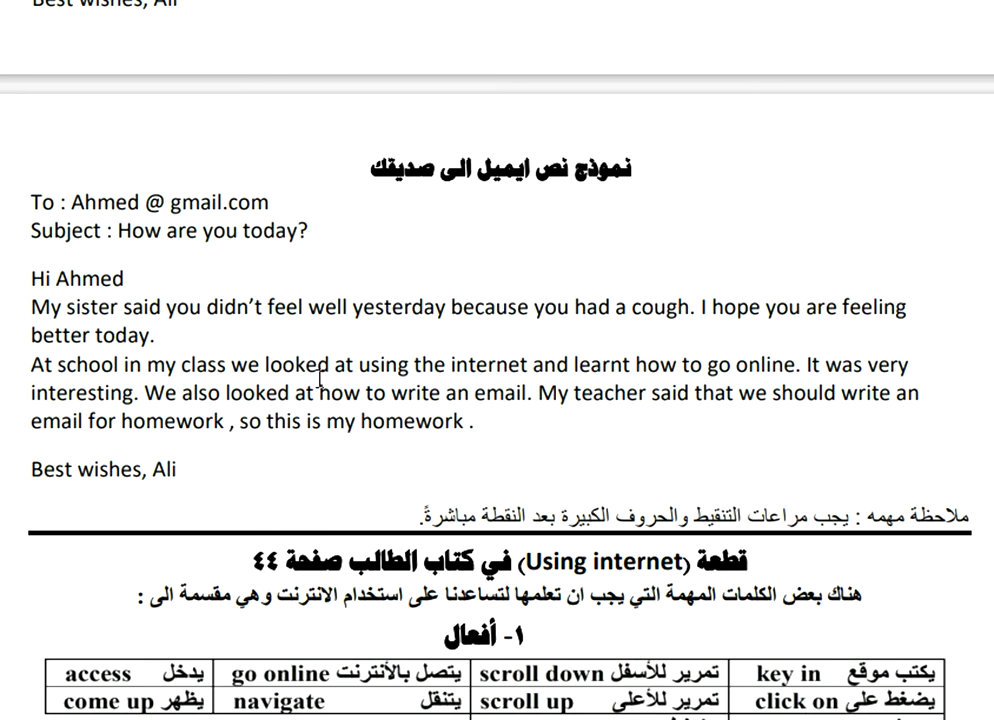 Best wishes, Ali
نموذج نص ايميل الى صديقك
To : Ahmed @ gmail.com
Subject : How are you today?
Hi Ahmed
My sister said you didn't feel well yesterday because you had a cough. I hope you are feeling
better today.
At school in my class we looked at using the internet and learnt how to go online. It was very
interesting. We also looked at how to write an email. My teacher said that we should write an
email for homework , so this is my homework .
Best wishes, Ali
ملاحظة مهمه : يجب مراعات التنقيط والحروف الكبيرة بعد النقطة مباشرةً.
قطعة (Using internet) في كتاب الطالب صفحة ٤٤
هناك بعض الكلمات المهمة التي يجب ان تعلمها لتساعدنا على استخدام الانترنت وهي مقسمة الى :
١- أفعال
access يدخل go online يتصل بالأنترنت scroll down تمرير للأسفل key in يكتب موقع
come up يظهر navigate يتنقل scroll up تمرير للأعلى click on يضغط على